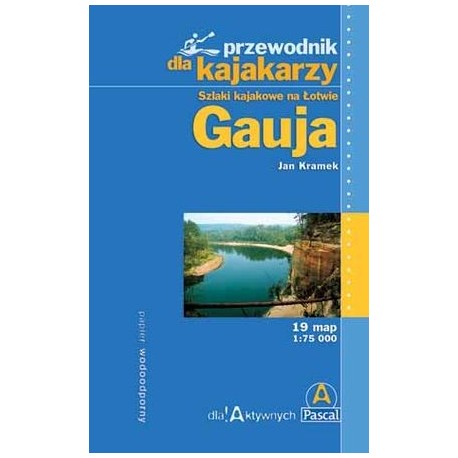 przewodnik
dla kajakarzy
Szlaki kajakowe na Łotwie
Gauja
Jan Kramek
19 map
1:75 000
papier wodoodporny
dla!Aktywnych
A
Pascal